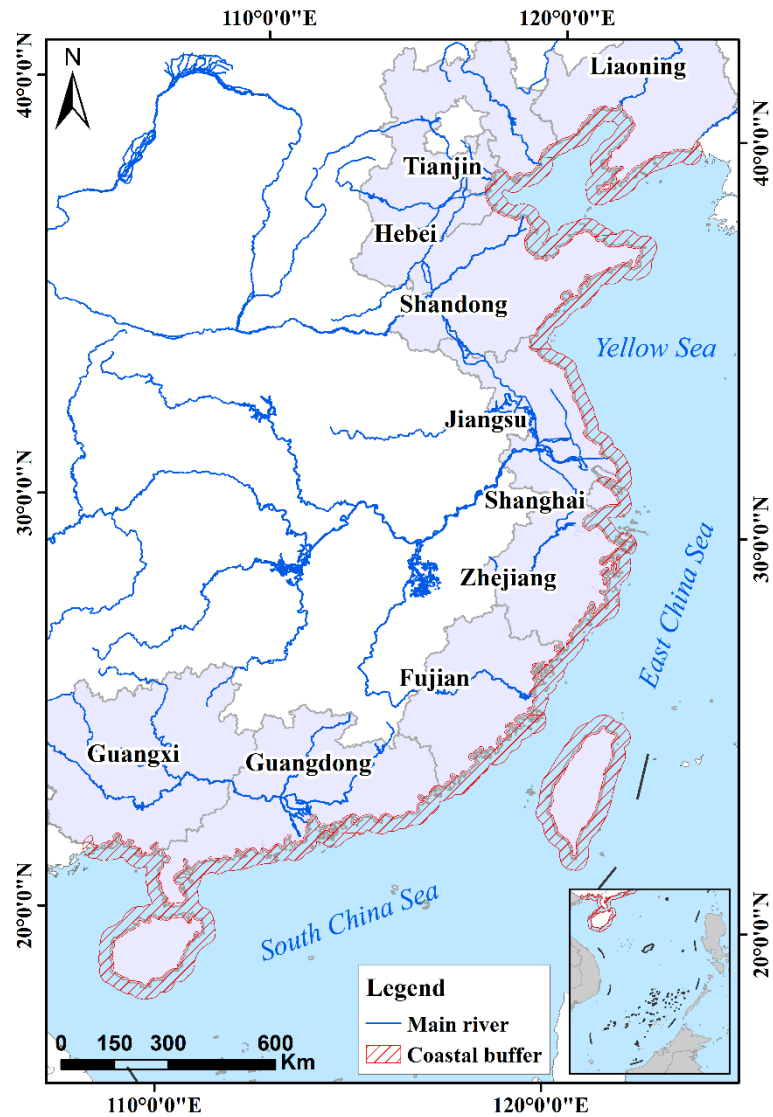 110°0'0"E
120°0'0"E
N
40°0'0"N
Liaoning
40°0'0"N
Tianjin
Hebei
Shandong
Yellow Sea
Jiangsu
30°0'0"N
Shanghai
30°0'0"N
Zhejiang
East China Sea
Fujian
Guangxi
Guangdong
20°0'0"N
South China Sea
20°0'0"N
Legend
Main river
Coastal buffer
0 150 300 600
Km
110°0'0"E
120°0'0"E